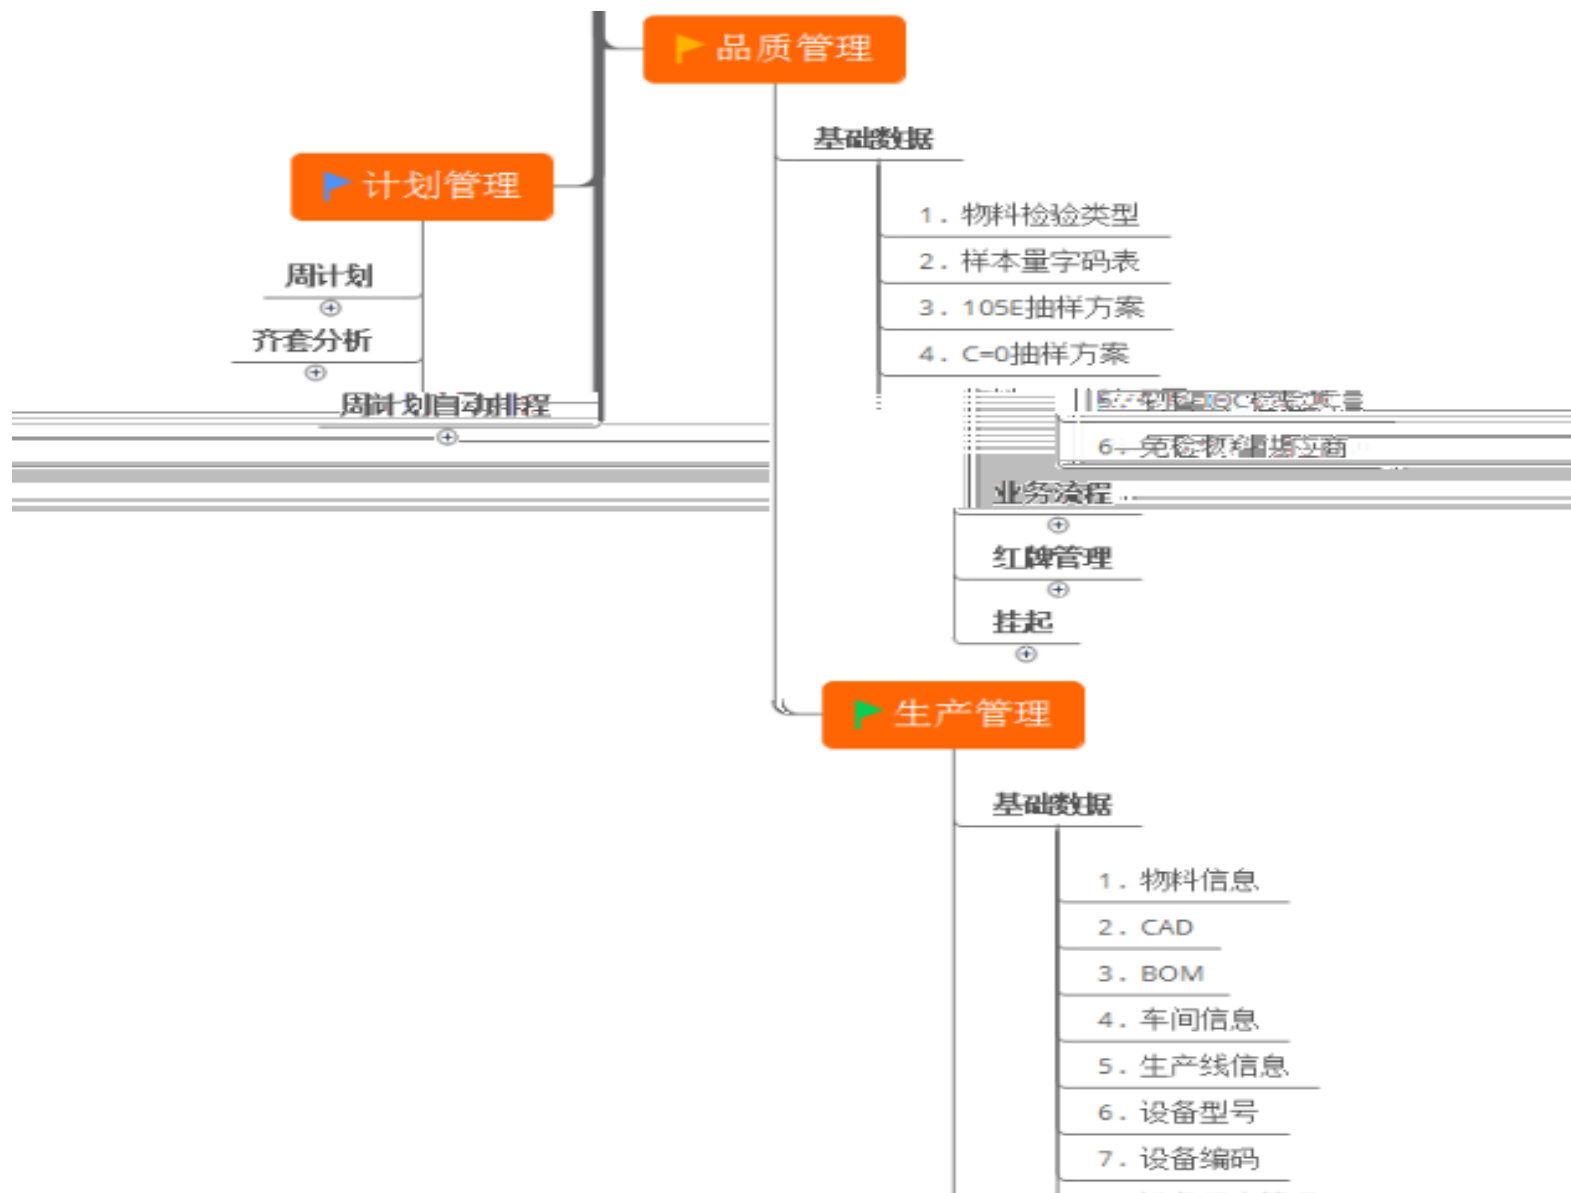 品质管理
基础数据
1. 物料检验类型
2. 样本量字码表
3. 105E抽样方案
4. C=0抽样方案
计划管理
周计划
齐套分析
周计划自动排程
6. 免检物料
业务流程
红牌管理
挂起
生产管理
基础数据
1. 物料信息
2. CAD
3. BOM
4. 车间信息
5. 生产线信息
6. 设备型号
7. 设备编码